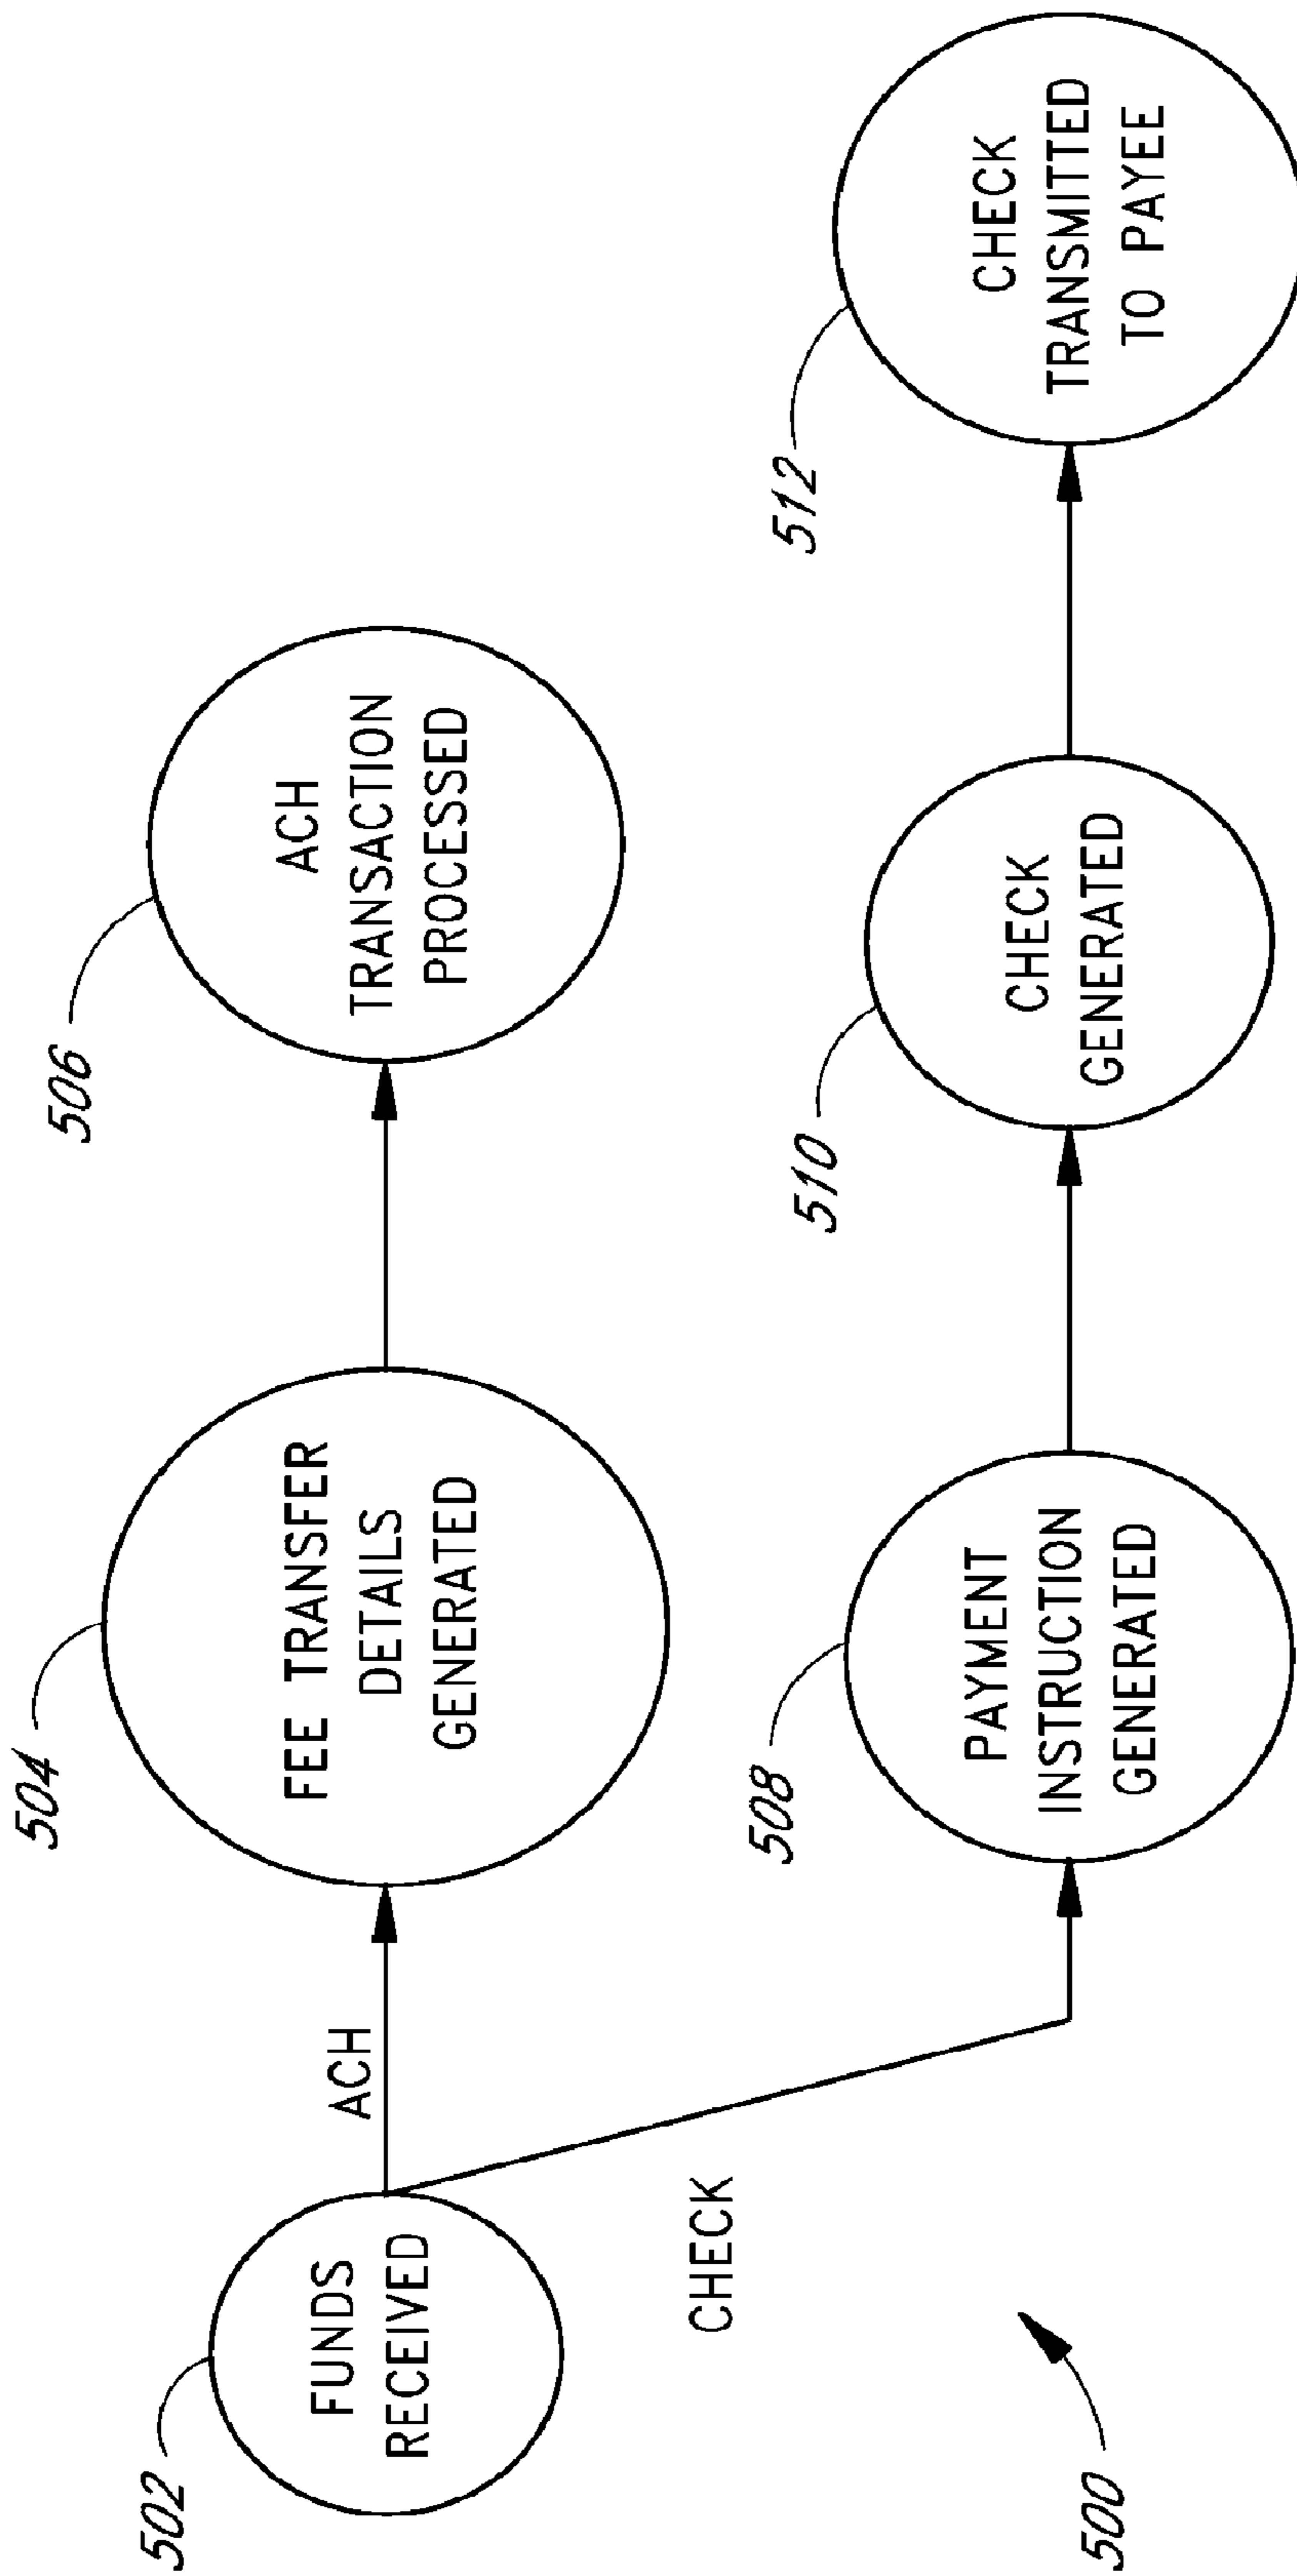 502
FUNDS
RECEIVED
ACH
504
FEE TRANSFER
DETAILS
GENERATED
506
ACH
TRANSACTION
PROCESSED
CHECK
508
PAYMENT
INSTRUCTION
GENERATED
510
CHECK
GENERATED
512
CHECK
TRANSMITTED
TO PAYEE
500